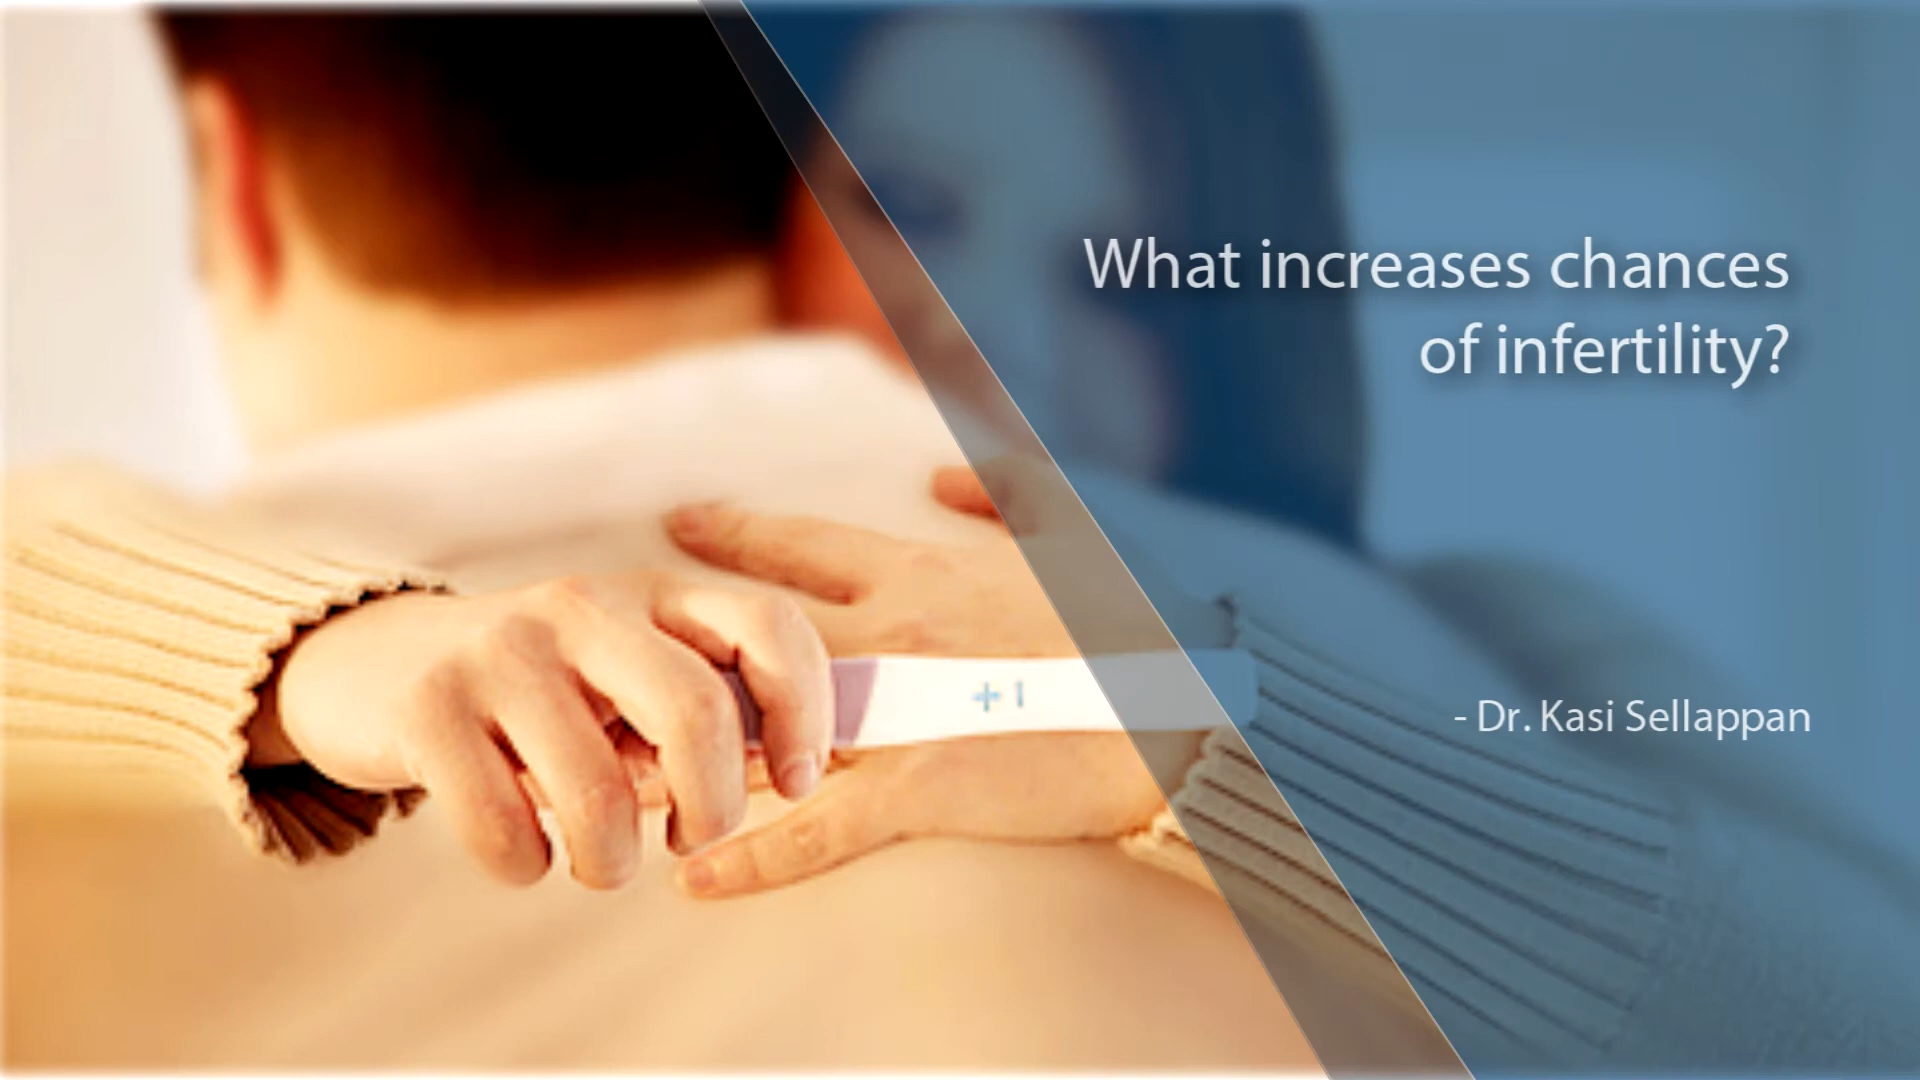 What increases chances
of infertility?
+ I
- Dr. Kasi Sellappan